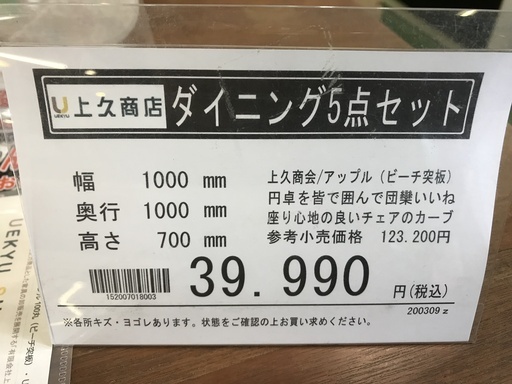 U 上久商店 ダイニング5点セット
UEKYU
幅 1000 mm
奥行 1000 mm
高さ 700 mm
上久商会/アップル（ビーチ突板）
円卓を皆で囲んで団欒いいね
座り心地の良いチェアのカーブ
参考小売価格 123.200円
152007018003
39.990 円(税込)
200309 z
※各所キズ・ヨゴレあります。状態をご確認の上お買い求めください。
UEKYU